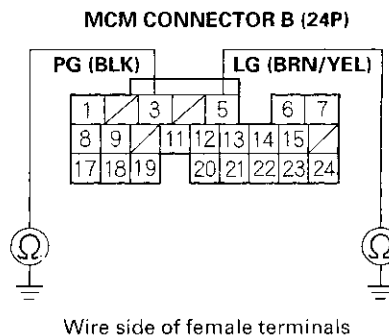 MCM CONNECTOR B (24P)
PG (BLK) LG (BRN/YEL)
1 3 5 6 7
8 9 11 12 13 14 15
17 18 19 20 21 22 23 24
Ω Ω
Wire side of female terminals